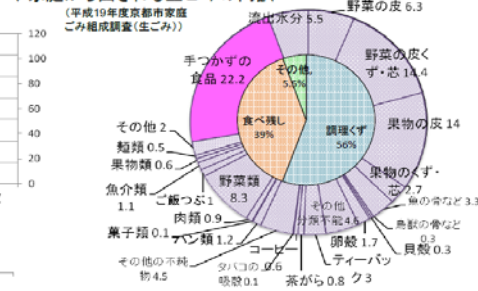 （平成19年度京都市家庭
ごみ組成調査(生ごみ)）
120
100
80
60
40
20
0
流出水分 5.5
野菜の皮 6.3
野菜の皮く
ず・芯 14.4
果物の皮 14
果物のくず・
芯 2.7
魚の骨など 3.3
鳥獣の骨など
0.3
貝殻 0.3
卵殻 1.7
ティーバッ
ク3
茶がら 0.8
コーヒー
0.6
タバコの
吸殻 0.1
その他
分類不能 4.6
その他の不純
物 4.5
パン類 1.2
菓子類 0.1
肉類 0.9
ご飯つぶ 1
野菜類
8.3
魚介類
1.1
果物類 0.6
麺類 0.5
その他 2
手つかずの
食品 22.2
その他,
5.5%
食べ残し
39%
調理くず
56%